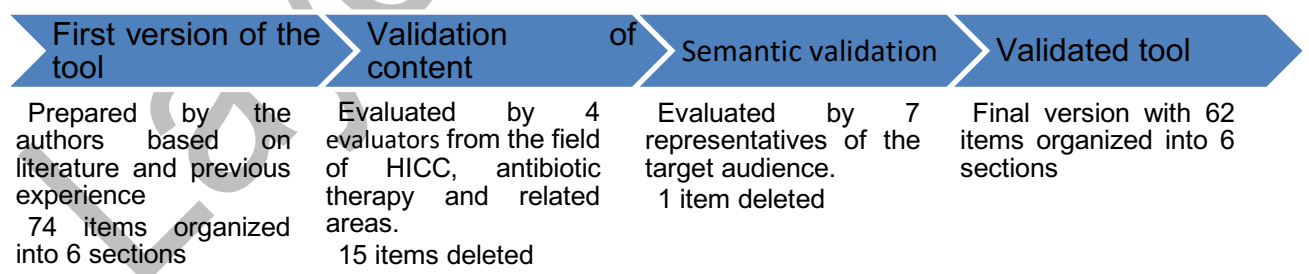 First version of the
tool
Validation of
content
Semantic validation
Validated tool
Prepared by the
authors based on
literature and previous
experience
74 items organized
into 6 sections
Evaluated by 4
evaluators from the field
of HICC, antibiotic
therapy and related
areas.
15 items deleted
Evaluated by 7
representatives of the
target audience.
1 item deleted
Final version with 62
items organized into 6
sections